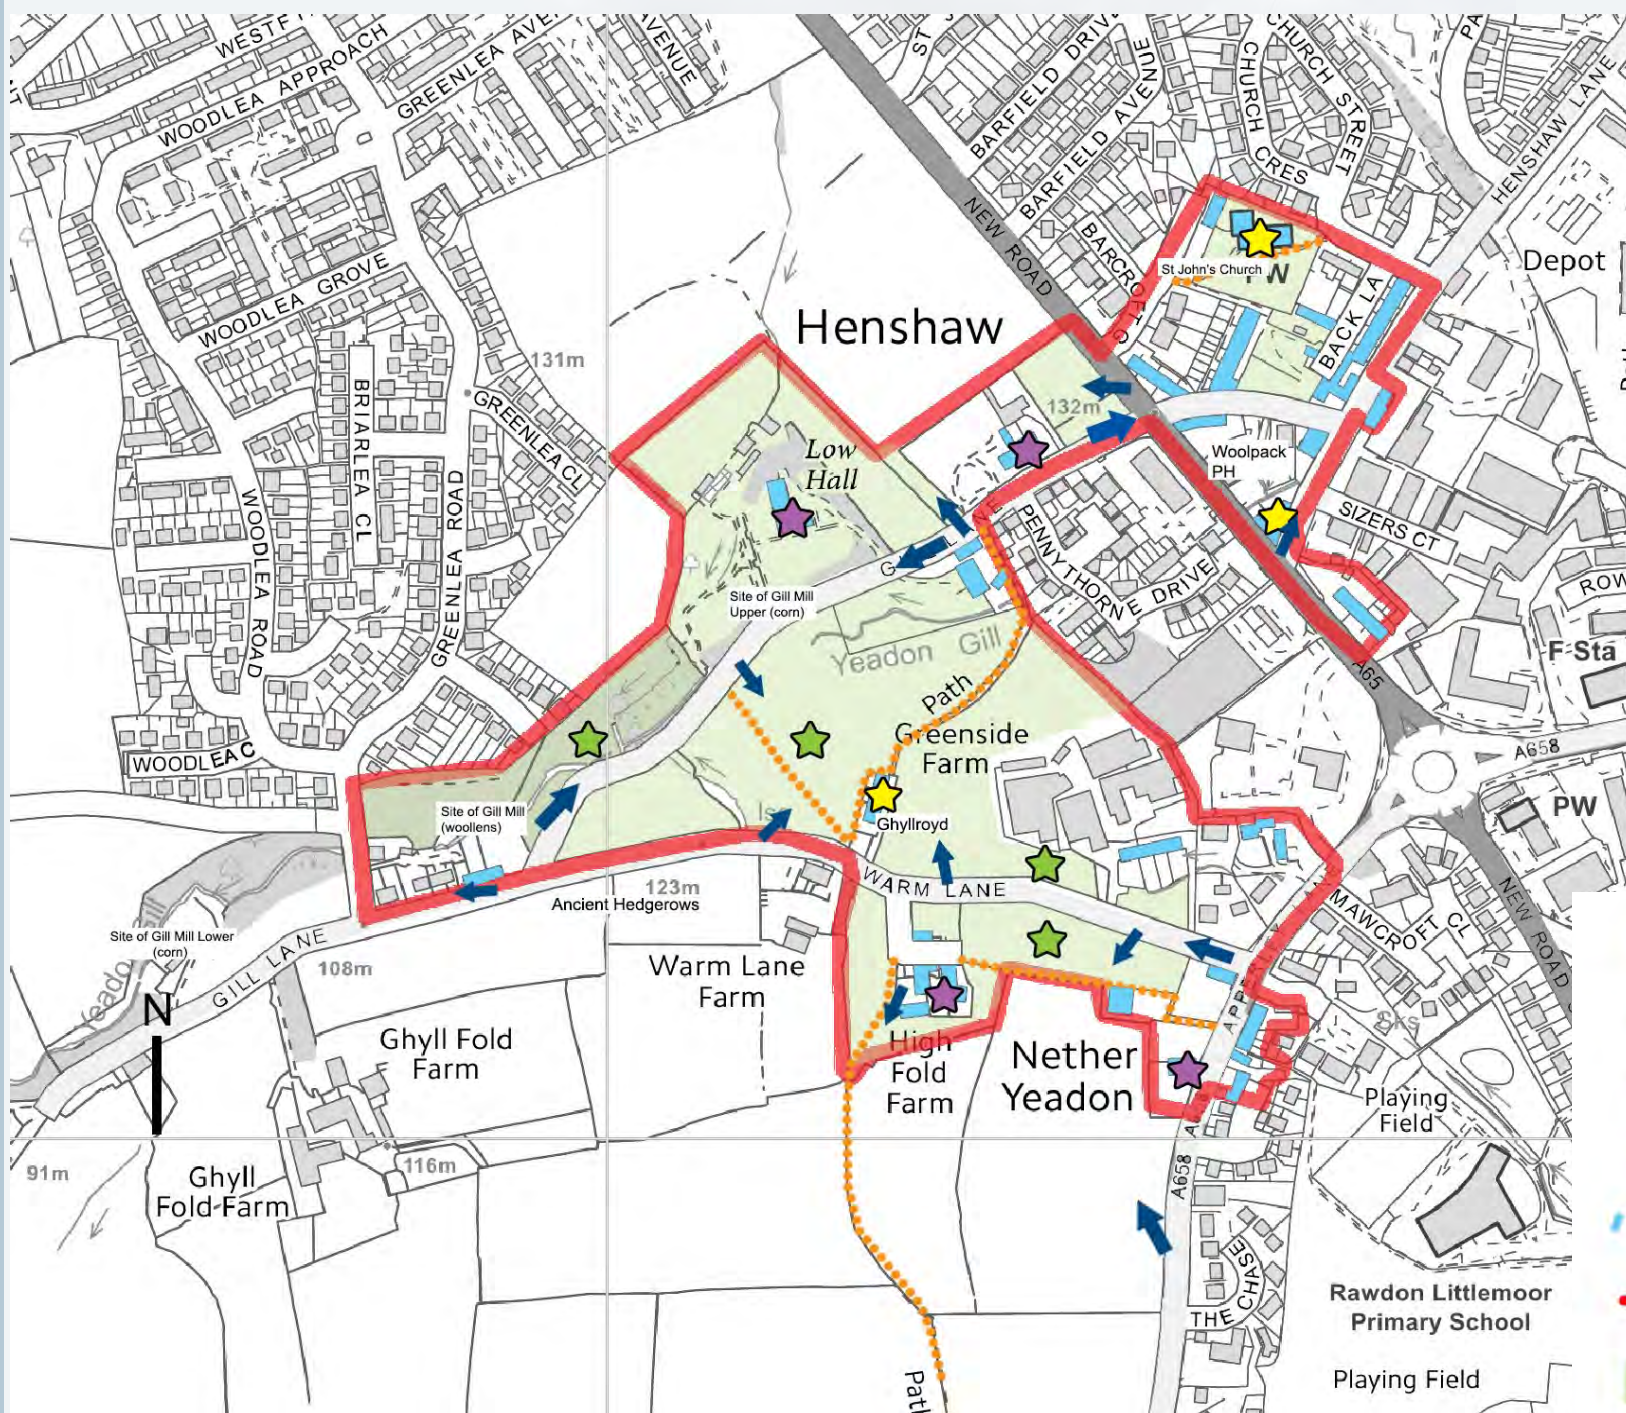 WOODLEA APPROACH
GREENLEA AVE
AVENUE
ST
BARFIELD DRIVE
BARFIELD AVENUE
CHURCH
CRES
CHURCH STREET
HENSHAW LANE
WOODLEA GROVE
NEW ROAD
BARCROFT G
St John's Church
Depot
Henshaw
BACK LA
131m
BRIARLEA CL
GREENLEA CL
132m
Low
Hall
Woolpack
PH
WOODLEA ROAD
GREENLEA ROAD
PENNYTHORNE DRIVE
SIZERS CT
ROW
Site of Gill Mill
Upper (corn)
Yeadon Gill
F Sta
A65
Path
Greenside
Farm
WOODLEA C
A658
Site of Gill Mill
(woollens)
Ghyllroyd
PW
123m
Ancient Hedgerows
WARM LANE
MAWCROFT CL
NEW ROAD
Site of Gill Mill Lower
(corn)
GILL LANE
108m
Warm Lane
Farm
N
Ghyll Fold
Farm
High
Fold
Farm
Nether
Yeadon
Sks
Playing
Field
91m
116m
Ghyll
Fold Farm
A658
THE CHASE
Rawdon Littlemoor
Primary School
Playing Field
Path